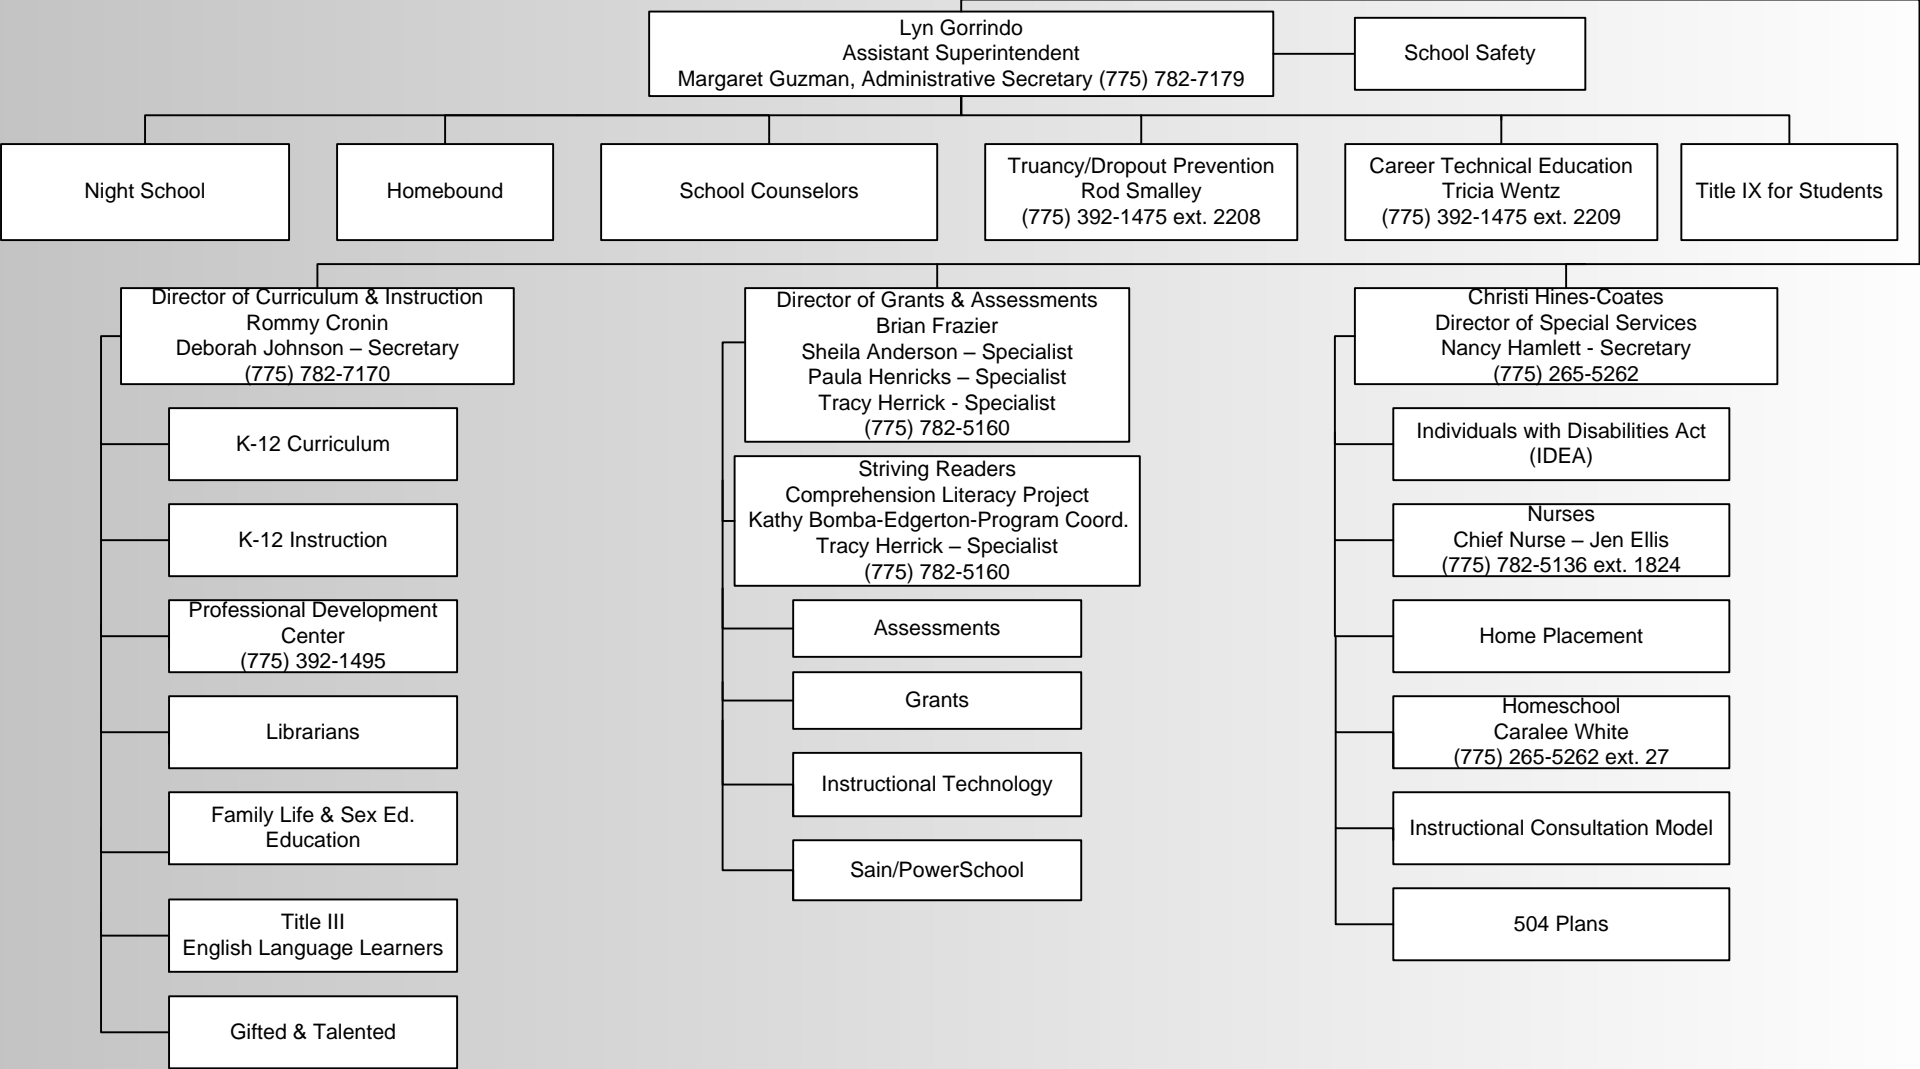 Lyn Gorrindo
Assistant Superintendent
Margaret Guzman, Administrative Secretary (775) 782-7179
School Safety
Night School
Homebound
School Counselors
Truancy/Dropout Prevention
Rod Smalley
(775) 392-1475 ext. 2208
Career Technical Education
Tricia Wentz
(775) 392-1475 ext. 2209
Title IX for Students
Director of Curriculum & Instruction
Rommy Cronin
Deborah Johnson – Secretary
(775) 782-7170
K-12 Curriculum
K-12 Instruction
Professional Development
Center
(775) 392-1495
Librarians
Family Life & Sex Ed.
Education
Title III
English Language Learners
Gifted & Talented
Director of Grants & Assessments
Brian Frazier
Sheila Anderson – Specialist
Paula Henricks – Specialist
Tracy Herrick - Specialist
(775) 782-5160
Striving Readers
Comprehension Literacy Project
Kathy Bomba-Edgerton-Program Coord.
Tracy Herrick – Specialist
(775) 782-5160
Assessments
Grants
Instructional Technology
Sain/PowerSchool
Christi Hines-Coates
Director of Special Services
Nancy Hamlett - Secretary
(775) 265-5262
Individuals with Disabilities Act
(IDEA)
Nurses
Chief Nurse – Jen Ellis
(775) 782-5136 ext. 1824
Home Placement
Homeschool
Caralee White
(775) 265-5262 ext. 27
Instructional Consultation Model
504 Plans